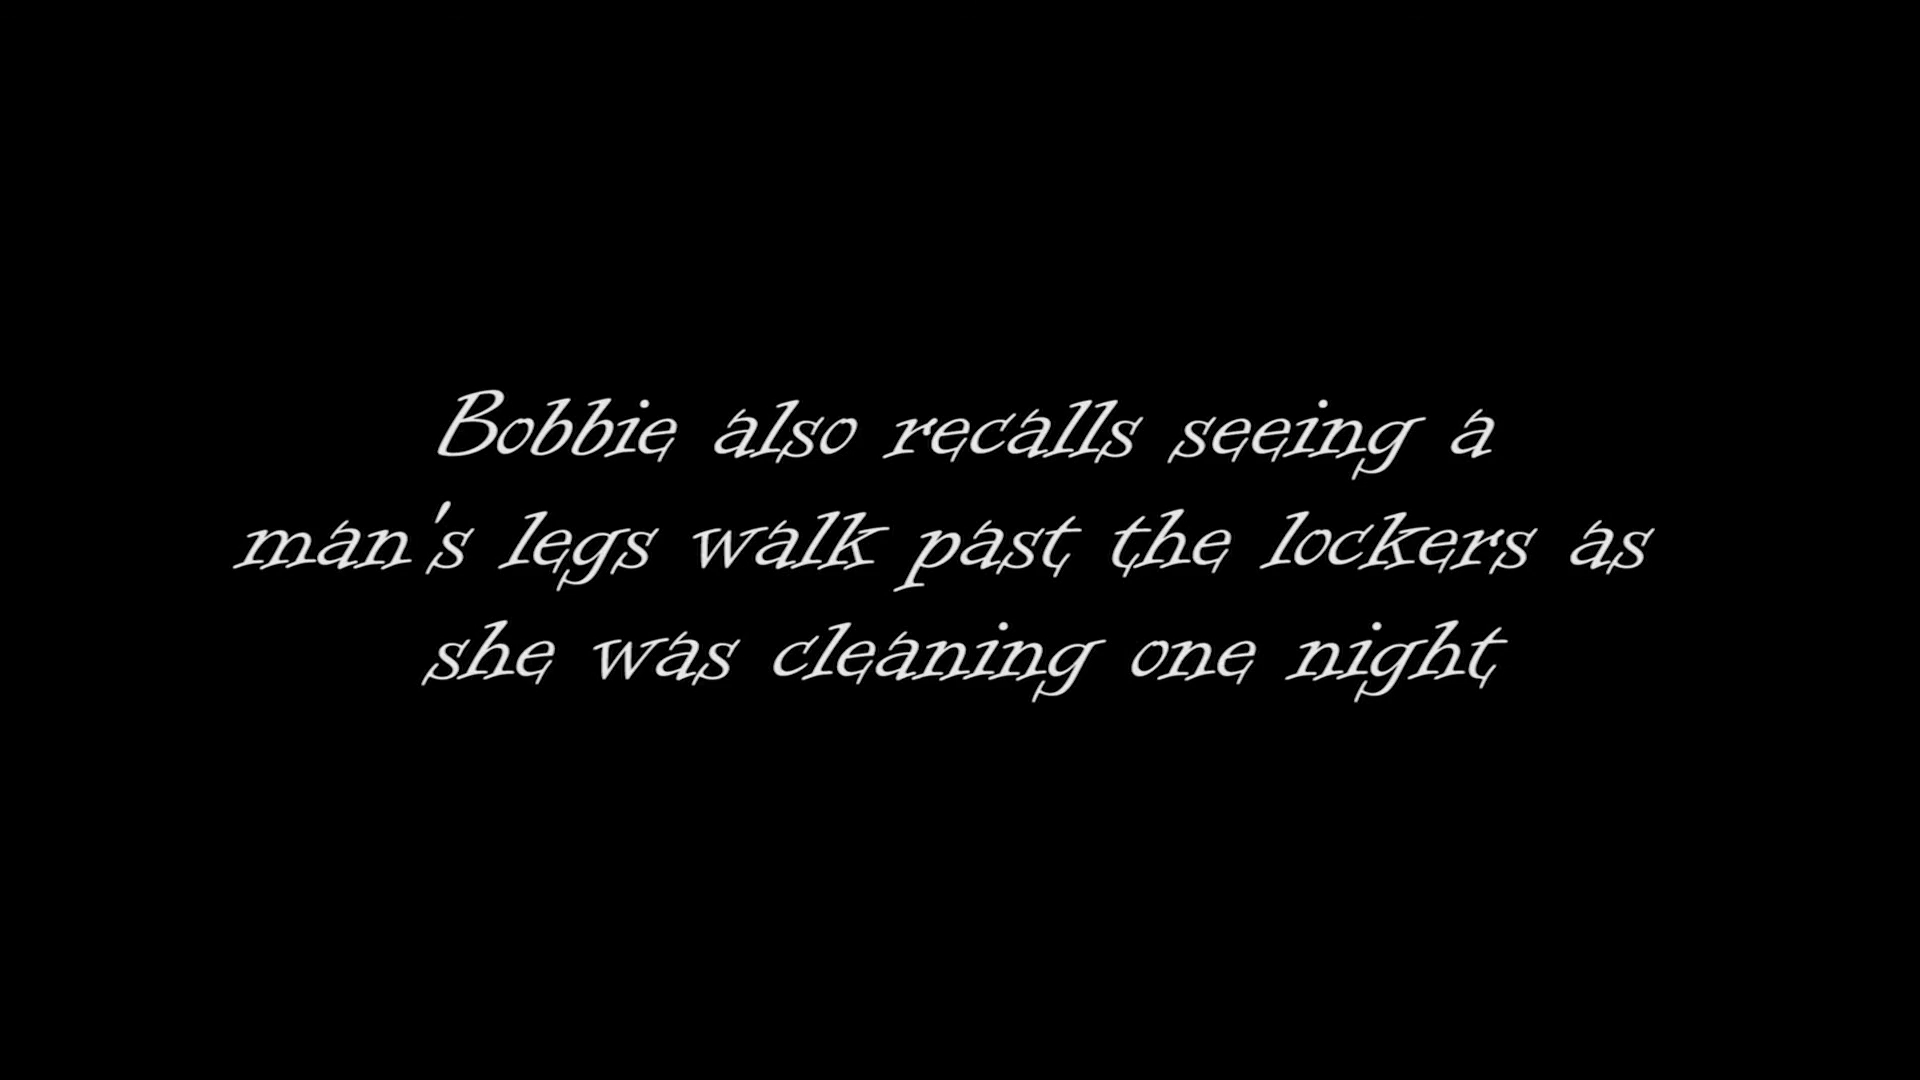 Bobbie also recalls seeing a
man's legs walk past the lockers as
she was cleaning one night